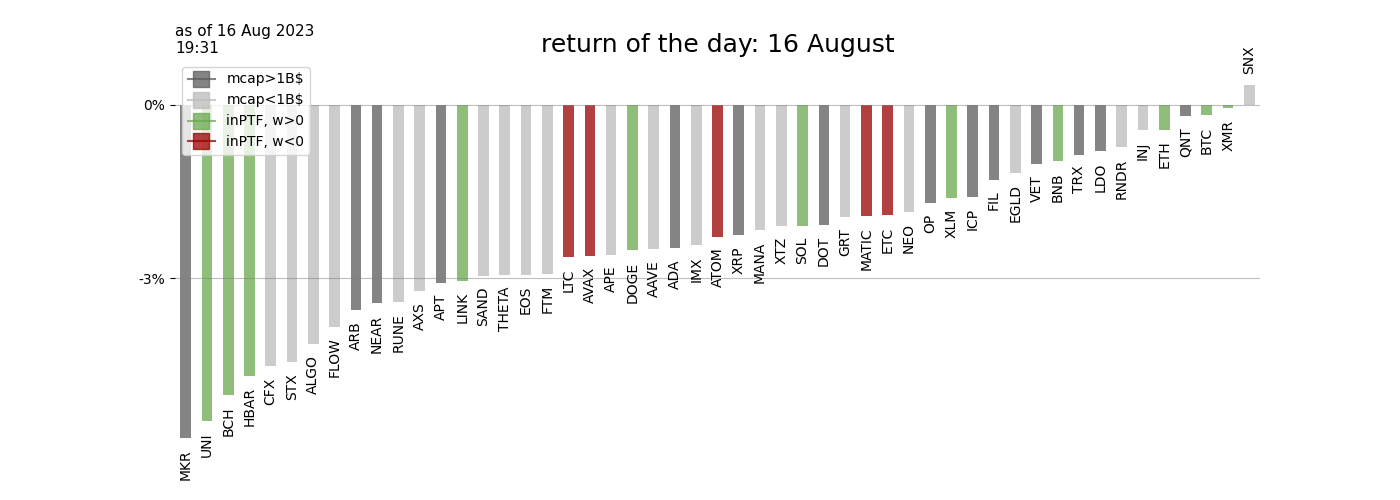 as of 16 Aug 2023
19:31
return of the day: 16 August
mcap>1B$
mcap<1B$
inPTF, w>0
inPTF, w<0
0%
-3%
MKR
UNI
BCH
HBAR
CFX
STX
ALGO
FLOW
ARB
NEAR
RUNE
AXS
APT
LINK
SAND
THETA
EOS
FTM
LTC
AVAX
APE
DOGE
AAVE
ADA
IMX
ATOM
XRP
MANA
XTZ
SOL
DOT
GRT
MATIC
ETC
NEO
OP
XLM
ICP
FIL
EGLD
VET
BNB
TRX
LDO
RNDR
INJ
ETH
QNT
BTC
XMR
SNX